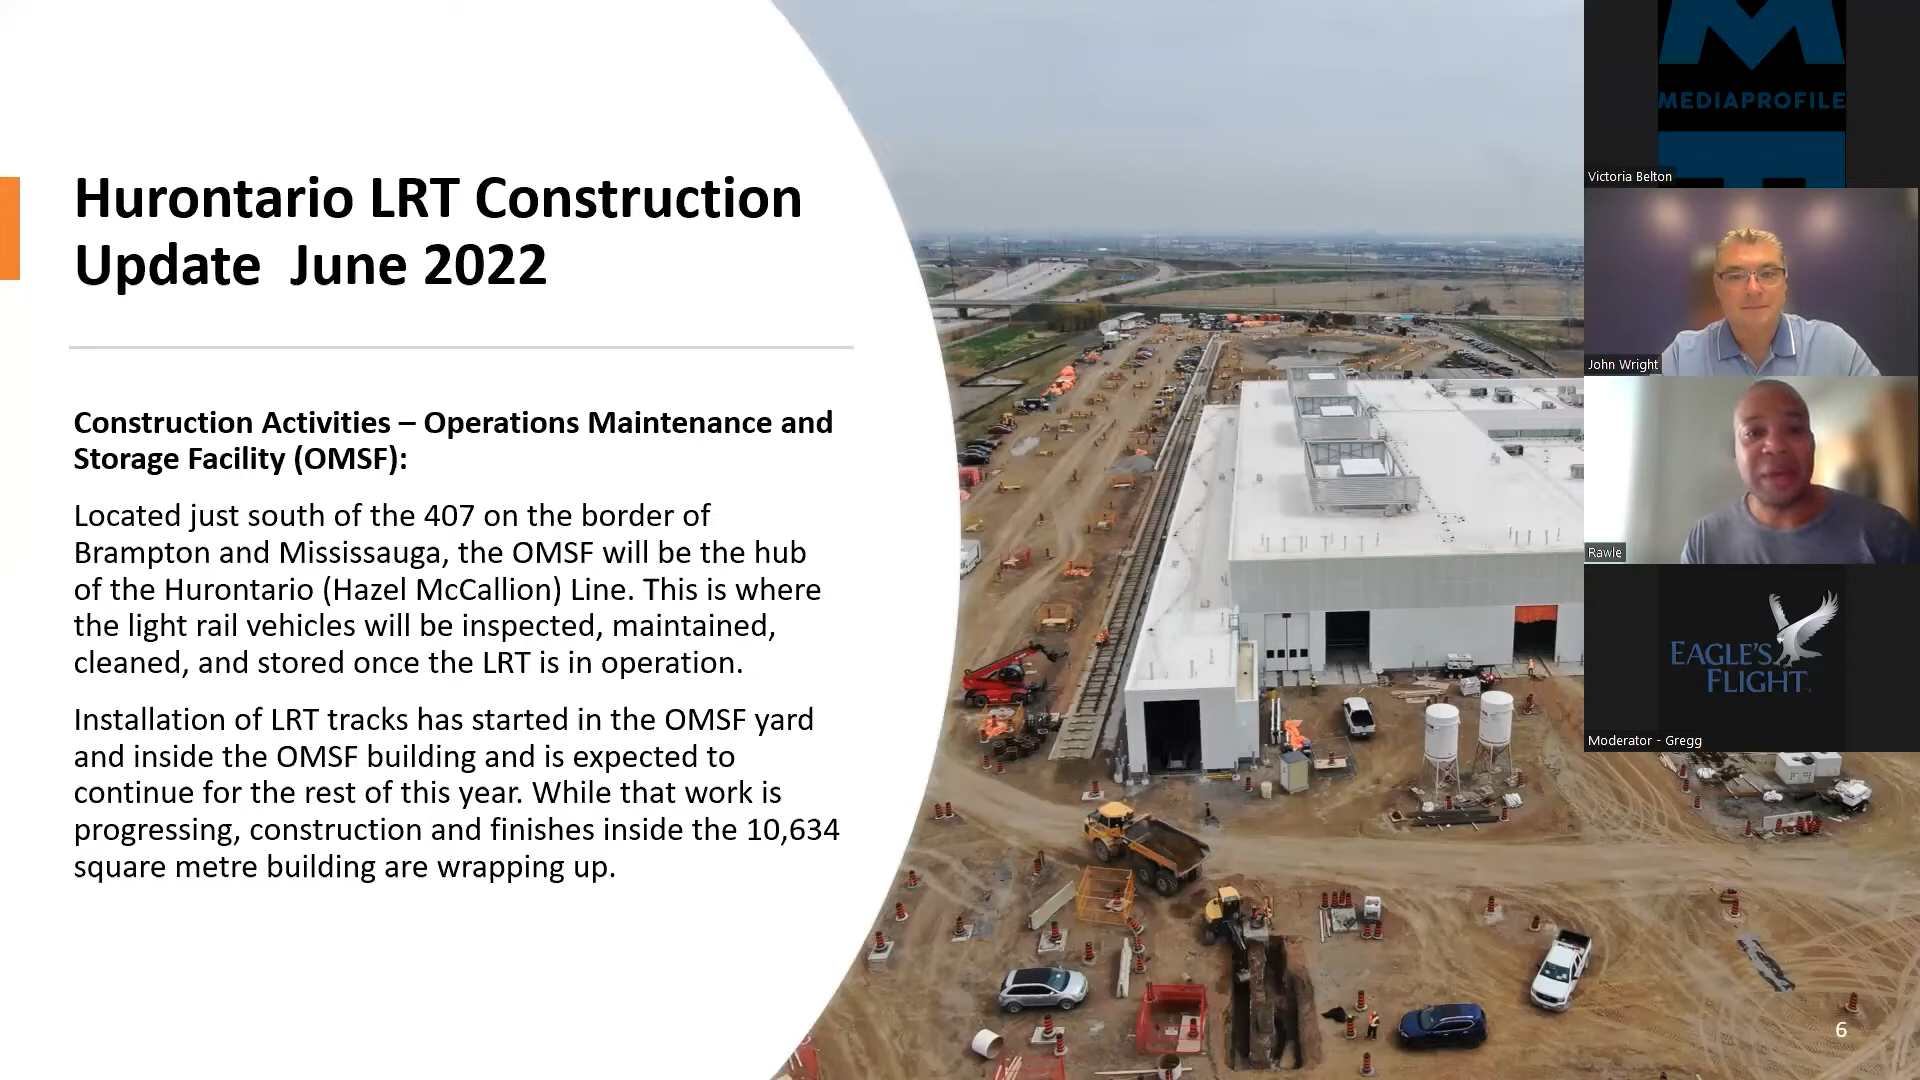 Hurontario LRT Construction
Update  June 2022
Construction Activities – Operations Maintenance and
Storage Facility (OMSF):
Located just south of the 407 on the border of
Brampton and Mississauga, the OMSF will be the hub
of the Hurontario (Hazel McCallion) Line. This is where
the light rail vehicles will be inspected, maintained,
cleaned, and stored once the LRT is in operation.
Installation of LRT tracks has started in the OMSF yard
and inside the OMSF building and is expected to
continue for the rest of this year. While that work is
progressing, construction and finishes inside the 10,634
square metre building are wrapping up.
MEDIAPROFILE
Victoria Belton
John Wright
Rawle
EAGLE'S
FLIGHT
Moderator - Gregg
6